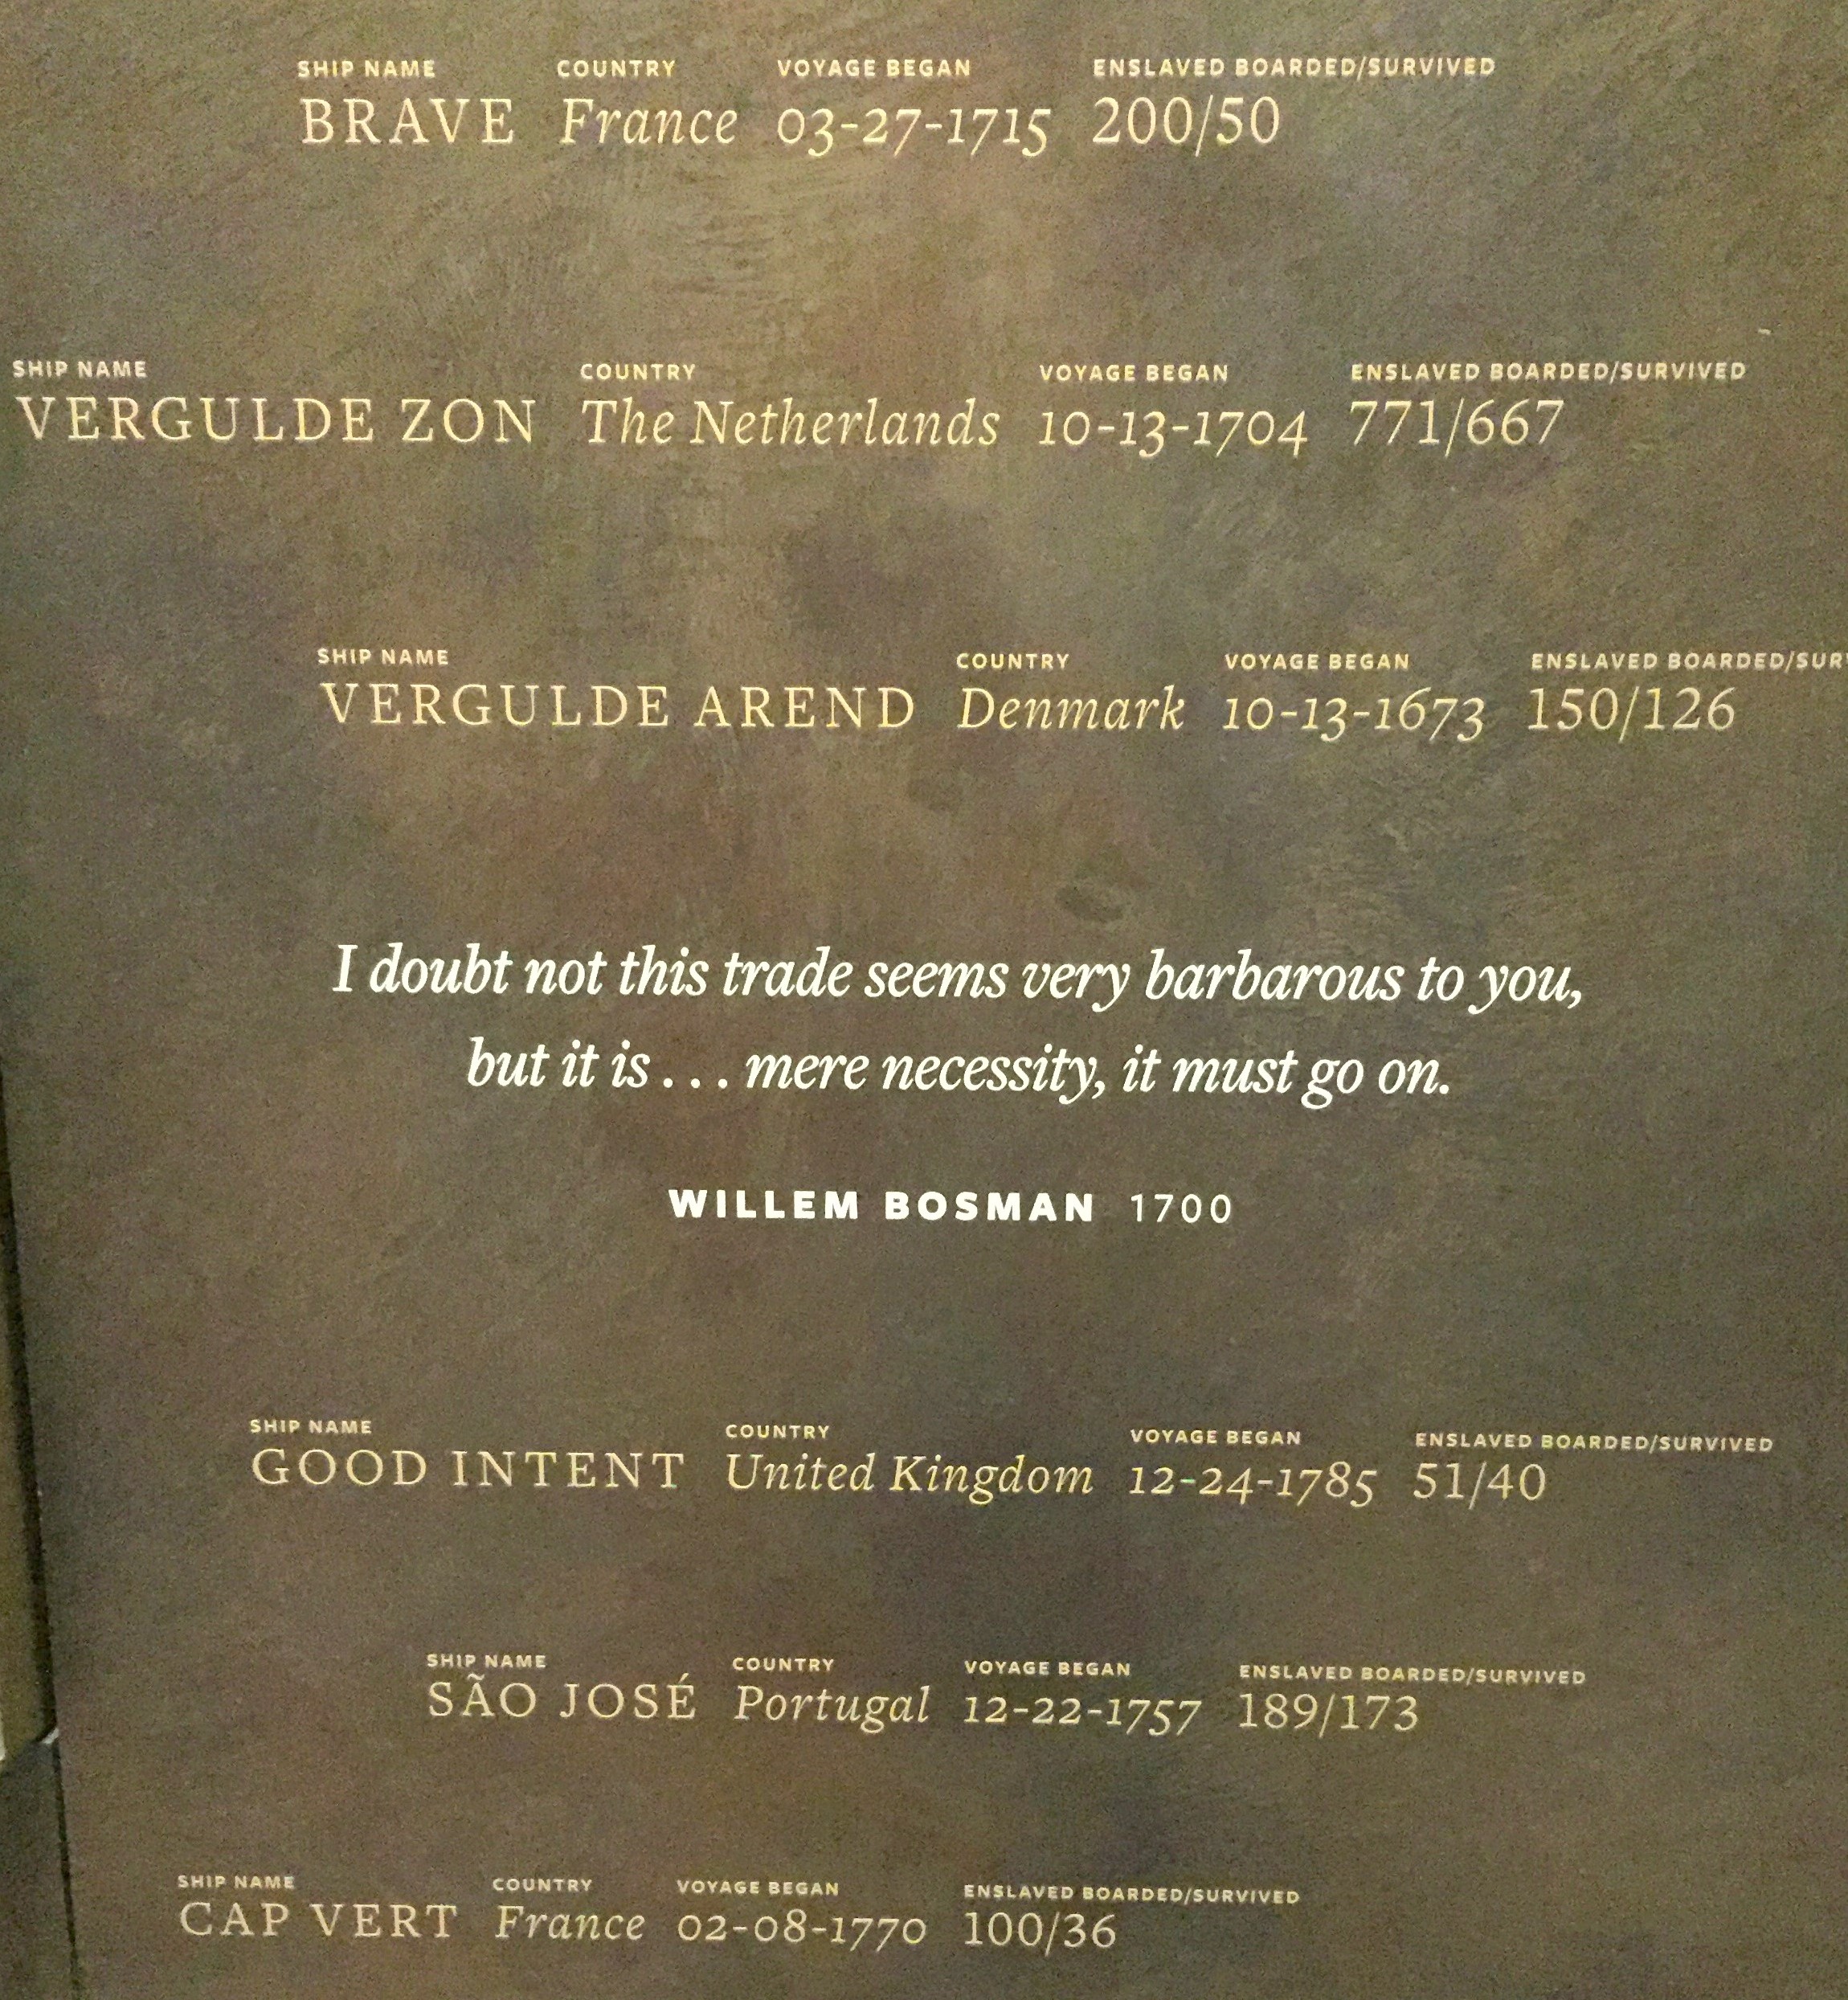 SHIP NAME COUNTRY VOYAGE BEGAN ENSLAVED BOARDED/SURVIVED
BRAVE France 03-27-1715 200/50
SHIP NAME COUNTRY VOYAGE BEGAN ENSLAVED BOARDED/SURVIVED
VERGULDE ZON The Netherlands 10-13-1704 771/667
SHIP NAME COUNTRY VOYAGE BEGAN ENSLAVED BOARDED/SUR
VERGULDE AREND Denmark 10-13-1673 150/126
I doubt not this trade seems very barbarous to you,
but it is . . . mere necessity, it must go on.
WILLEM BOSMAN 1700
SHIP NAME COUNTRY VOYAGE BEGAN ENSLAVED BOARDED/SURVIVED
GOOD INTENT United Kingdom 12-24-1785 51/40
SHIP NAME COUNTRY VOYAGE BEGAN ENSLAVED BOARDED/SURVIVED
SÃO JOSÉ Portugal 12-22-1757 189/173
SHIP NAME COUNTRY VOYAGE BEGAN ENSLAVED BOARDED/SURVIVED
CAP VERT France 02-08-1770 100/36